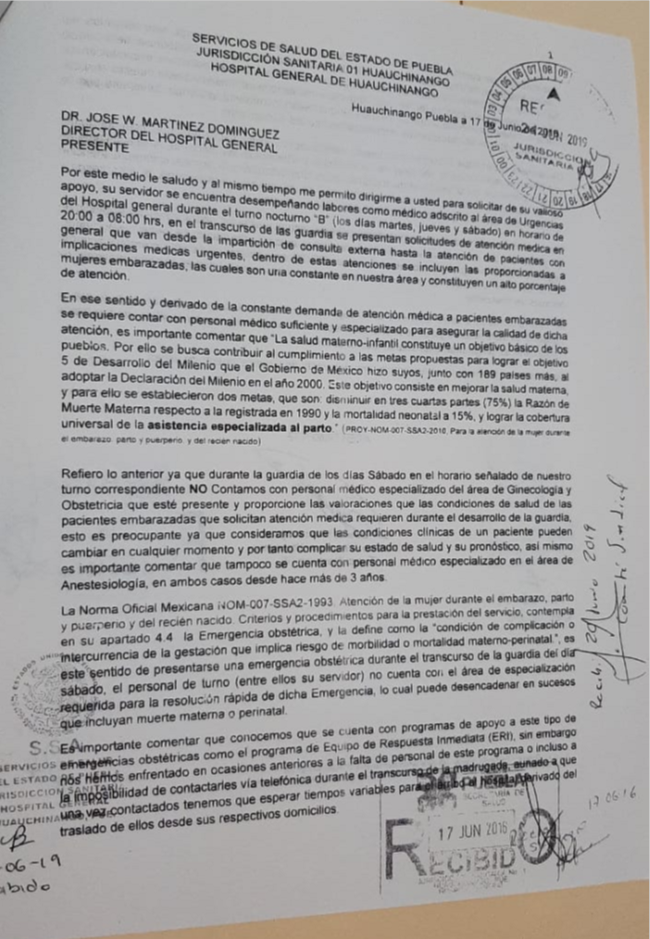 SERVICIOS DE SALUD DEL ESTADO DE PUEBLA
JURISDICCIÓN SANITARIA 01 HUAUCHINANGO
HOSPITAL GENERAL DE HUAUCHINANGO
1
Huauchinango Puebla a 17 de Junio
JUN 2019
JURISDICCION
SANITARIA
DR. JOSE W. MARTINEZ DOMINGUEZ
DIRECTOR DEL HOSPITAL GENERAL
PRESENTE
Por este medio le saludo y al mismo tiempo me permito dirigirme a usted para solicitar de su valioso
apoyo, su servidor se encuentra desempeñando labores como médico adscrito al área de Urgencias
del Hospital general durante el turno nocturno "B" (los días martes, jueves y sábado) en horario de
20:00 a 08:00 hrs, en el transcurso de las guardia se presentan solicitudes de atención medica en
general que van desde la impartición de consulta externa hasta la atención de pacientes con
implicaciones medicas urgentes, dentro de estas atenciones se incluyen las proporcionadas a
mujeres embarazadas, las cuales son una constante en nuestra área y constituyen un alto porcentaje
de atención.
En ese sentido y derivado de la constante demanda de atención médica a pacientes embarazadas
se requiere contar con personal médico suficiente y especializado para asegurar la calidad de dicha
atención, es importante comentar que "La salud materno-infantil constituye un objetivo básico de los
pueblos. Por ello se busca contribuir al cumplimiento a las metas propuestas para lograr el objetivo
5 de Desarrollo del Milenio que el Gobierno de México hizo suyos, junto con 189 países más, al
adoptar la Declaración del Milenio en el año 2000. Este objetivo consiste en mejorar la salud materna,
y para ello se establecieron dos metas, que son: disminuir en tres cuartas partes (75%) la Razón de
Muerte Materna respecto a la registrada en 1990 y la mortalidad neonatal a 15%, y lograr la cobertura
universal de la asistencia especializada al parto." (PROY-NOM-007-SSA2-2010, Para la atención de la mujer durante
el embarazo, parto y puerperio, y del recien nacido)
Refiero lo anterior ya que durante la guardia de los días Sábado en el horario señalado de nuestro
turno correspondiente NO Contamos con personal médico especializado del área de Ginecología y
Obstetricia que esté presente y proporcione las valoraciones que las condiciones de salud de las
pacientes embarazadas que solicitan atención medica requieren durante el desarrollo de la guardia,
esto es preocupante ya que consideramos que las condiciones clínicas de un paciente pueden
cambiar en cualquier momento y por tanto complicar su estado de salud y su pronóstico, así mismo
es importante comentar que tampoco se cuenta con personal médico especializado en el área de
Anestesiología, en ambos casos desde hace más de 3 años.
La Norma Oficial Mexicana NOM-007-SSA2-1993. Atención de la mujer durante el embarazo, parto
y puerperio y del recién nacido. Criterios y procedimientos para la prestación del servicio, contempla
en su apartado 4.4 la Emergencia obstétrica, y la define como la "condición de complicación o
intercurrencia de la gestación que implica riesgo de morbilidad o mortalidad materno-perinatal.", es
este sentido de presentarse una emergencia obstétrica durante el transcurso de la guardia del día
sábado, el personal de turno (entre ellos su servidor) no cuenta con el área de especialización
requerida para la resolución rápida de dicha Emergencia, lo cual puede desencadenar en sucesos
que incluyan muerte materna o perinatal.
Es importante comentar que conocemos que se cuenta con programas de apoyo a este tipo de
emergencias obstétricas como el programa de Equipo de Respuesta Inmediata (ERI), sin embargo
nos hemos enfrentado en ocasiones anteriores a la falta de personal de este programa o incluso a
la imposibilidad de contactarles vía telefónica durante el transcurso de la madrugada, aunado a que
una vez contactados tenemos que esperar tiempos variables para el arribo al hospital derivado del
traslado de ellos desde sus respectivos domicilios.
SERVICIOS
EL ESTADO DE
JURISDICCION SANITARIA
HOSPITAL GENERAL
HUAUCHINANGO
06-19
17 JUN 2016
RECIBIDO
17 06-16
Junio 2019